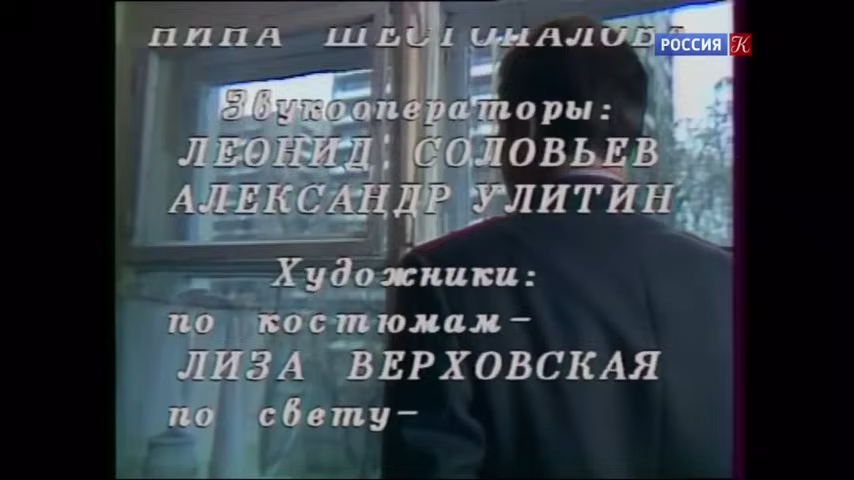 РОССИЯ К
Звукооператоры:
ЛЕОНИД СОЛОВЬЕВ
АЛЕКСАНДР УЛИТИН
Художники:
по костюмам-
ЛИЗА ВЕРХОВСКАЯ
по свету-